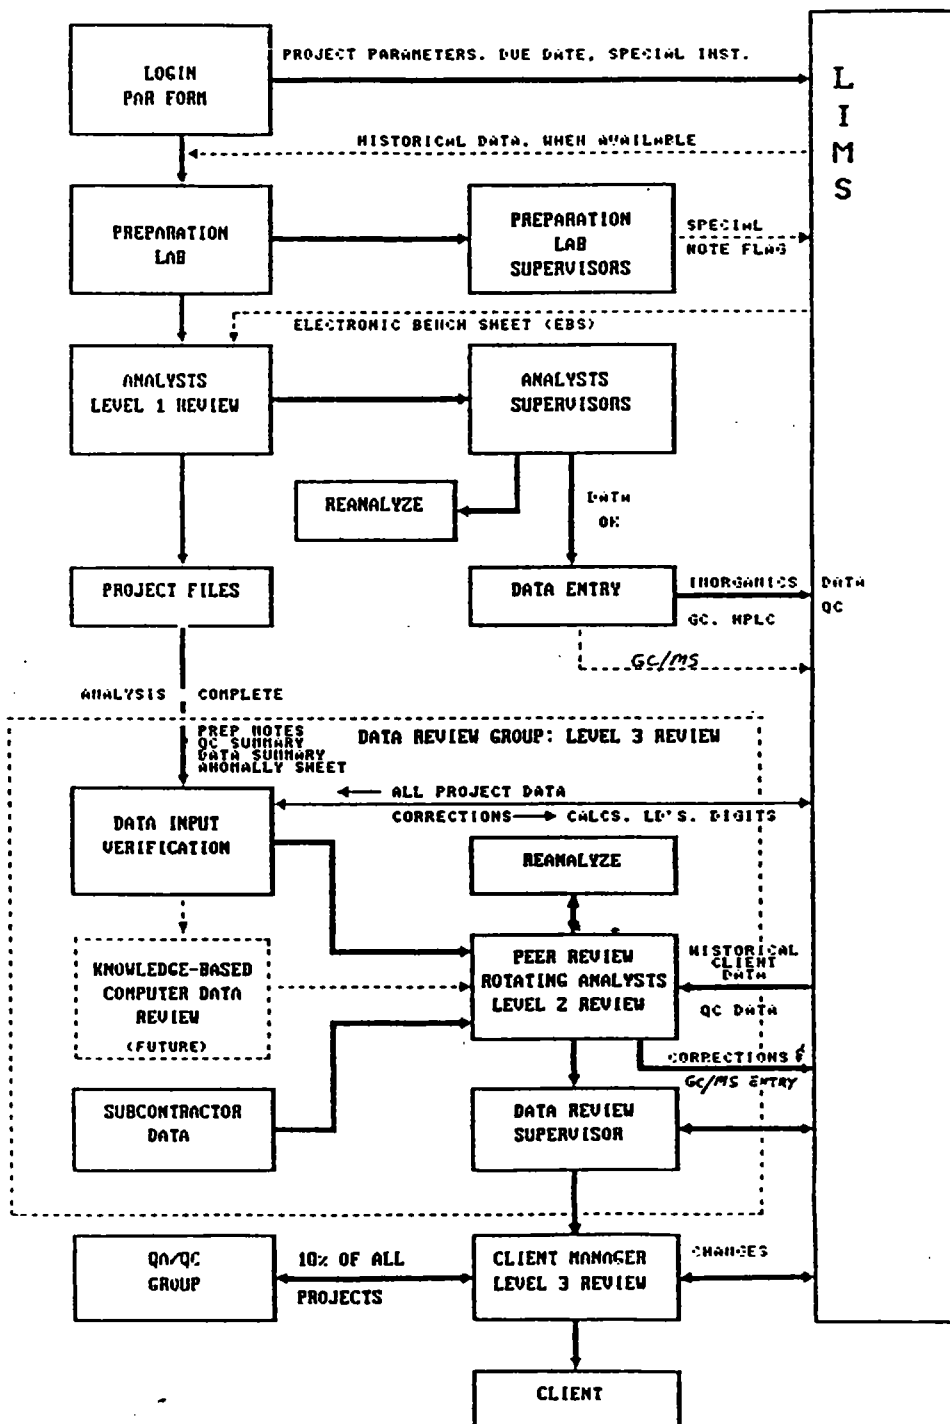 LOGIN
PAR FORM
PROJECT PARAMETERS. DUE DATE, SPECIAL INST.
L
I
M
S
HISTORICAL DATA, WHEN AVAILABLE
PREPARATION
LAB
PREPARATION
LAB
SUPERVISORS
SPECIAL
NOTE FLAG
ELECTRONIC BENCH SHEET (EBS)
ANALYSTS
LEVEL 1 REVIEW
ANALYSTS
SUPERVISORS
REANALYZE
DATA
OK
PROJECT FILES
DATA ENTRY
INORGANICS
GC, HPLC
DATA
QC
GC/MS
ANALYSIS COMPLETE
PREP NOTES
QC SUMMARY
DATA SUMMARY
ANOMALLY SHEET
DATA REVIEW GROUP: LEVEL 3 REVIEW
← ALL PROJECT DATA
CORRECTIONS → CALCS. LD'S. DIGITS
DATA INPUT
VERIFICATION
REANALYZE
KNOWLEDGE-BASED
COMPUTER DATA
REVIEW
(FUTURE)
PEER REVIEW
ROTATING ANALYSTS
LEVEL 2 REVIEW
HISTORICAL
CLIENT
DATA
QC DATA
CORRECTIONS &
GC/MS ENTRY
SUBCONTRACTOR
DATA
DATA REVIEW
SUPERVISOR
QA/QC
GROUP
10% OF ALL
PROJECTS
CLIENT MANAGER
LEVEL 3 REVIEW
CHANGES
CLIENT